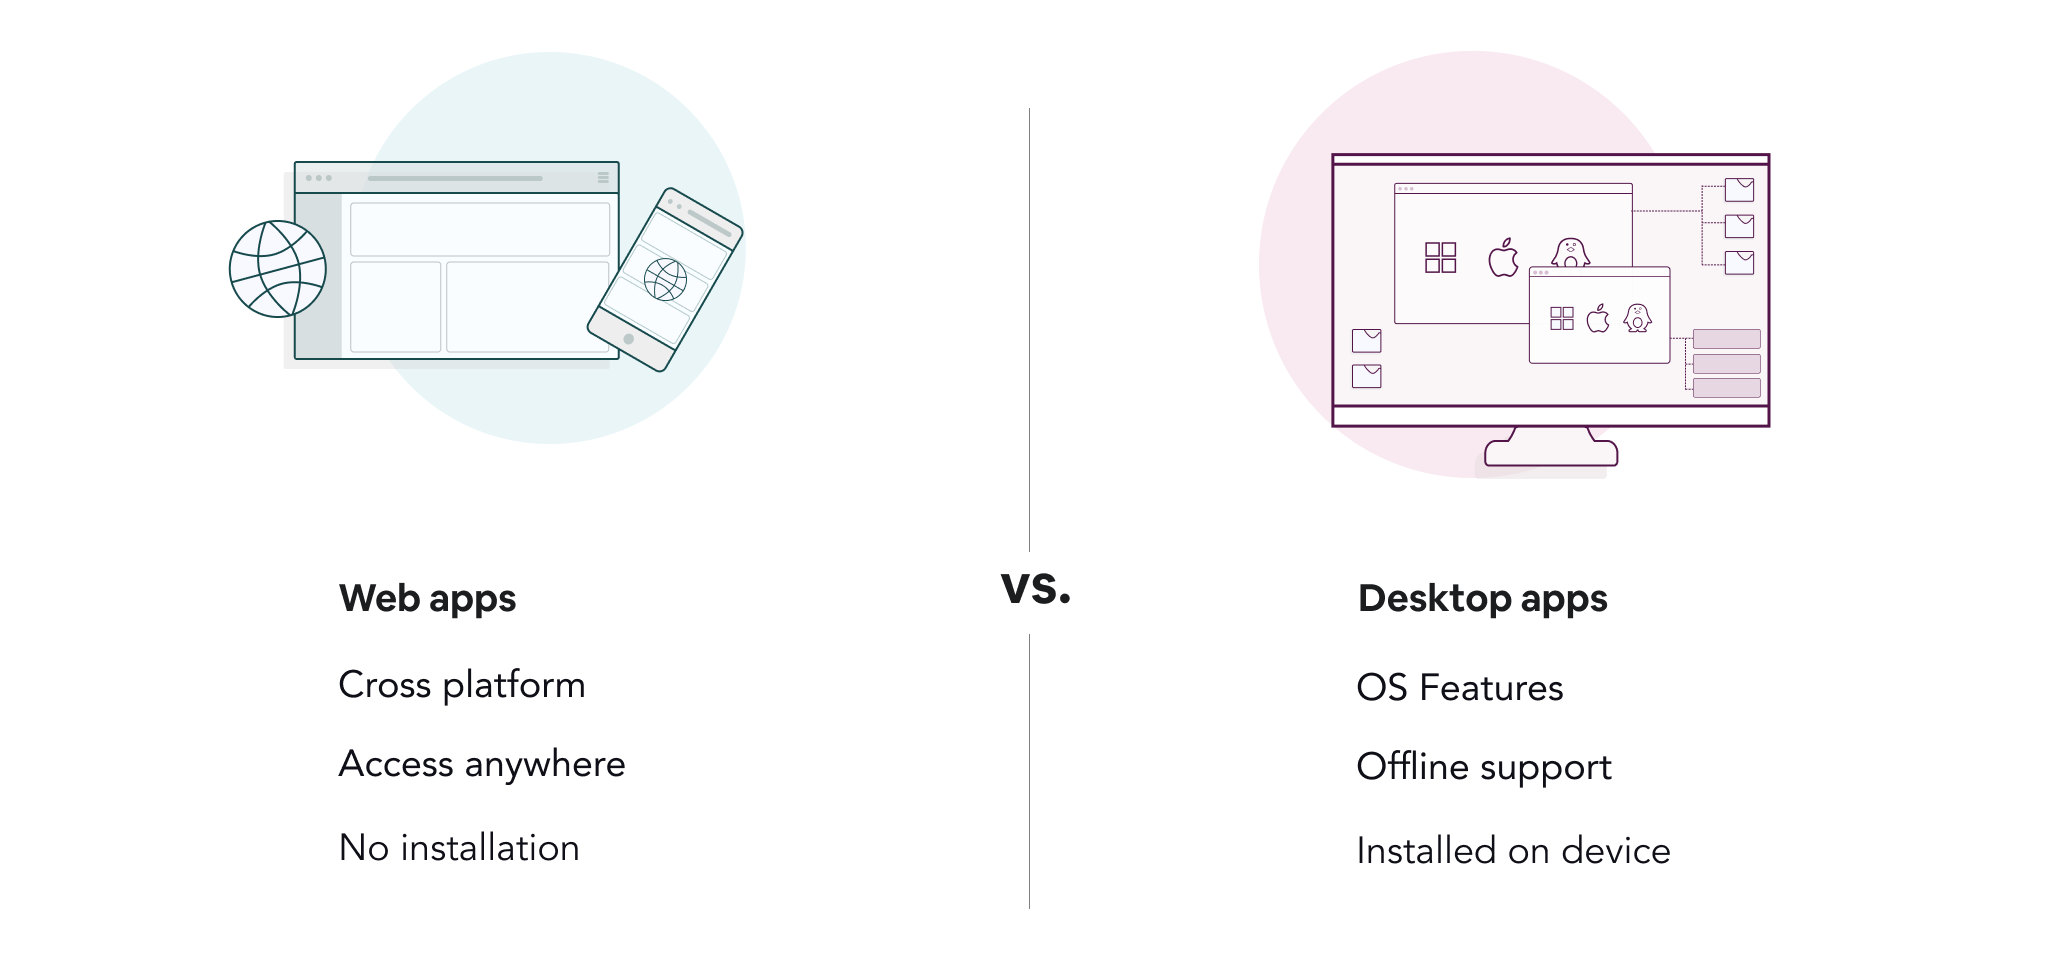 Web apps
Cross platform
Access anywhere
No installation
vs.
Desktop apps
OS Features
Offline support
Installed on device